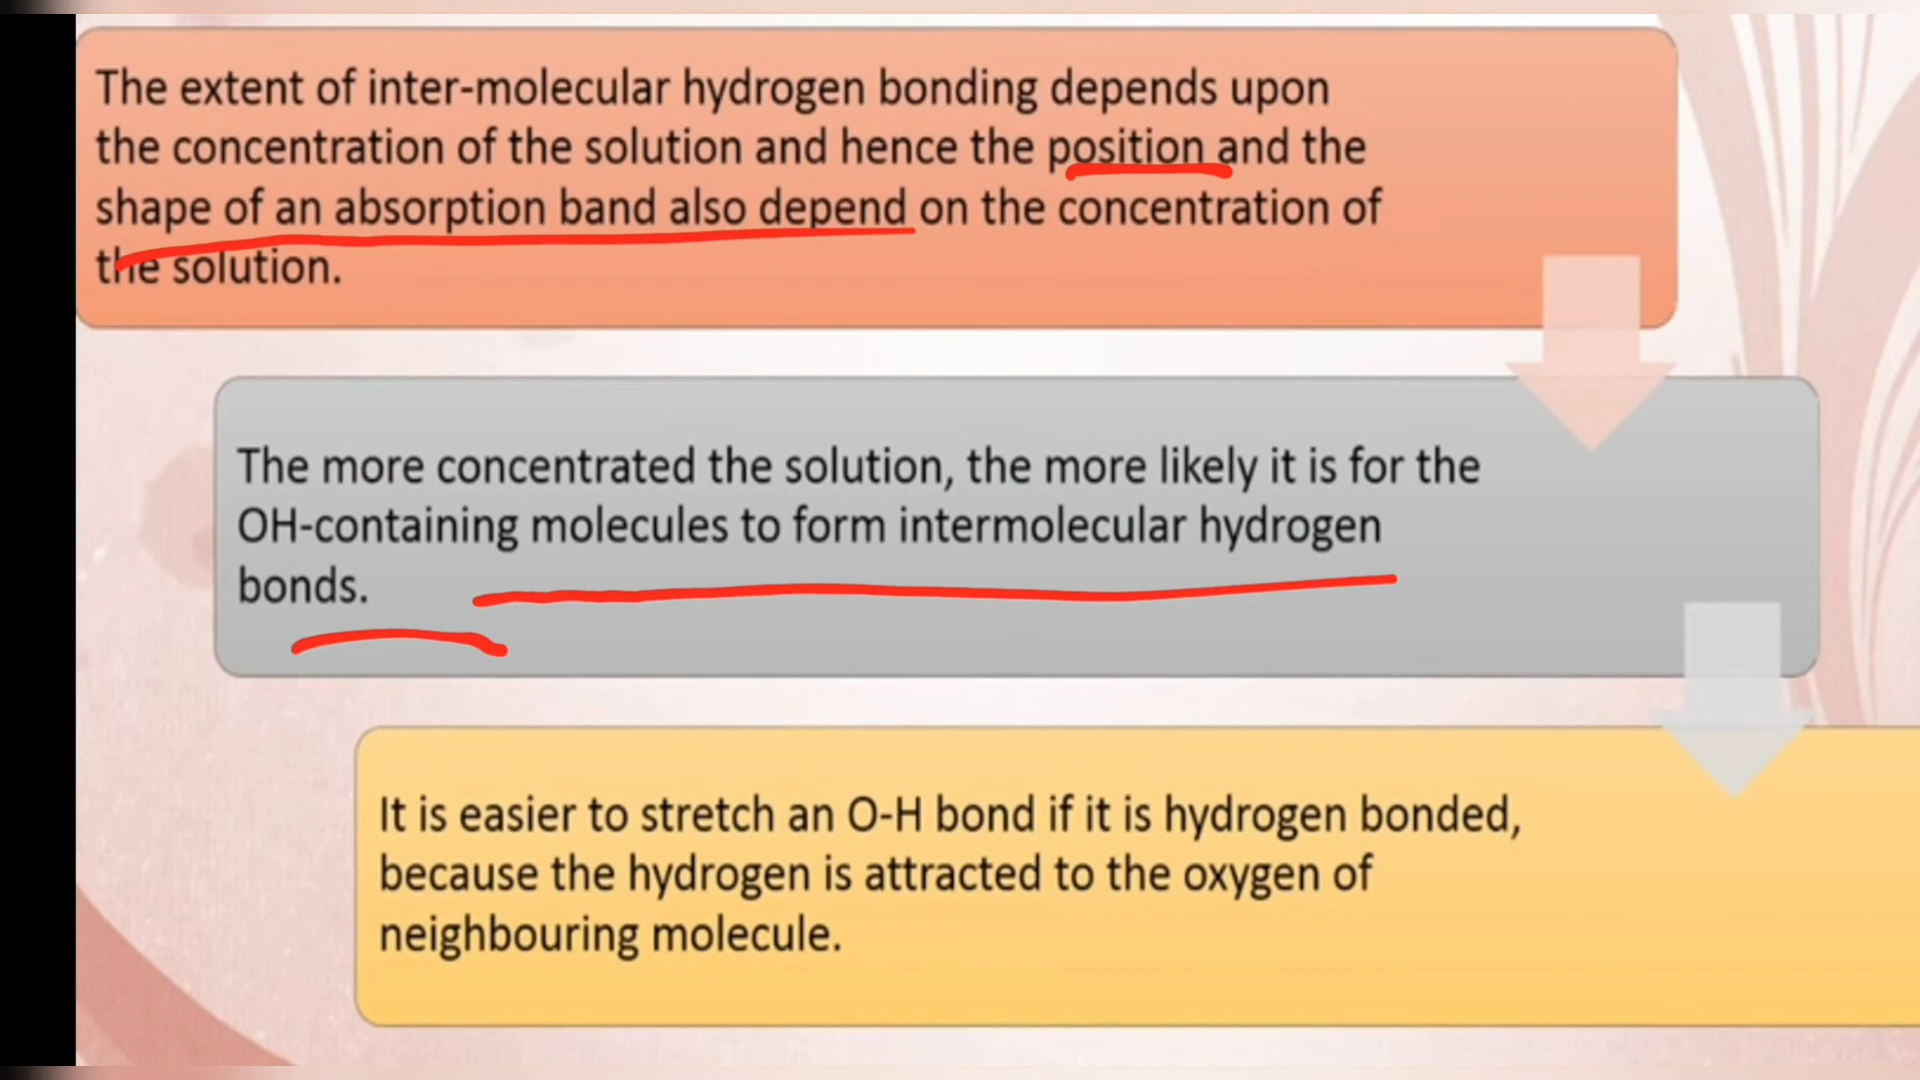 The extent of inter-molecular hydrogen bonding depends upon
the concentration of the solution and hence the position and the
shape of an absorption band also depend on the concentration of
the solution.
The more concentrated the solution, the more likely it is for the
OH-containing molecules to form intermolecular hydrogen
bonds.
It is easier to stretch an O-H bond if it is hydrogen bonded,
because the hydrogen is attracted to the oxygen of
neighbouring molecule.